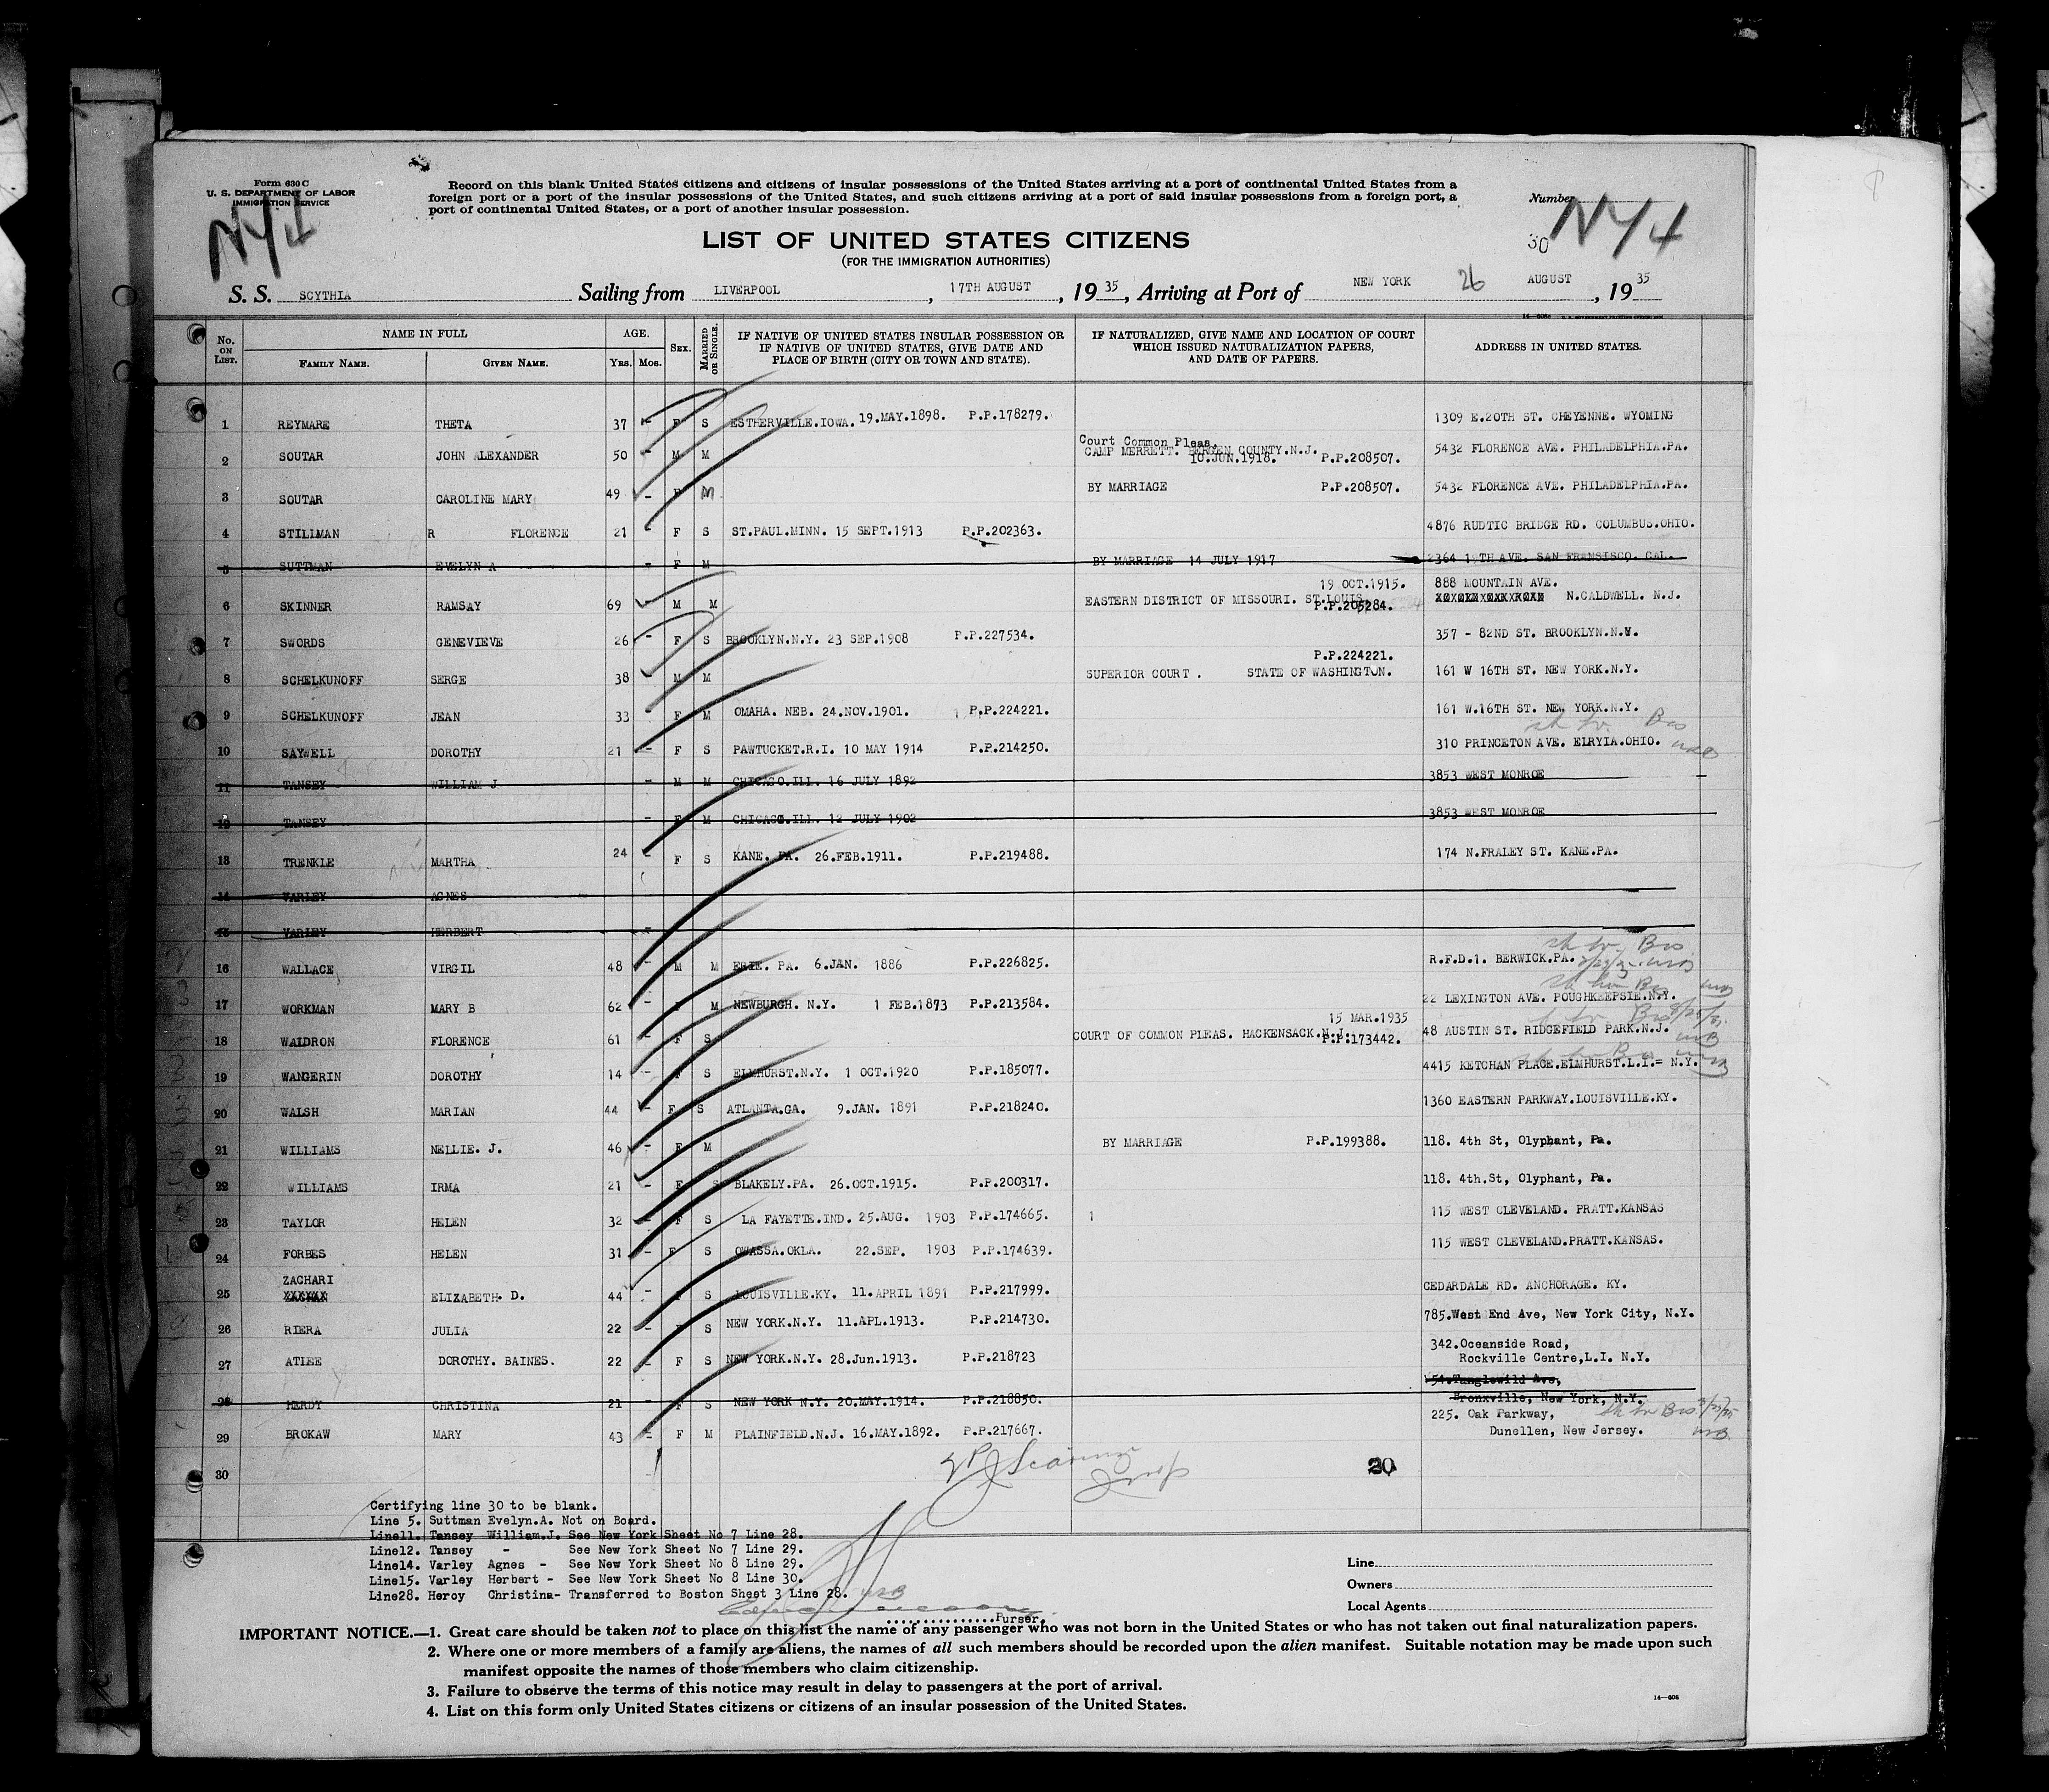 Form 630 C
U. S. DEPARTMENT OF LABOR
IMMIGRATION SERVICE
NY4
Record on this blank United States citizens and citizens of insular possessions of the United States arriving at a port of continental United States from a
foreign port or a port of the insular possessions of the United States, and such citizens arriving at a port of said insular possessions from a foreign port, a
port of continental United States, or a port of another insular possession.
Number
NY4
30
LIST OF UNITED STATES CITIZENS
(FOR THE IMMIGRATION AUTHORITIES)
S. S. SCYTHIA Sailing from LIVERPOOL, 17TH AUGUST, 19 35, Arriving at Port of NEW YORK 26 AUGUST, 19 35
No. ON LIST. NAME IN FULL FAMILY NAME. GIVEN NAME. AGE. YRS. MOS. SEX. MARRIED OR SINGLE. IF NATIVE OF UNITED STATES INSULAR POSSESSION OR IF NATIVE OF UNITED STATES, GIVE DATE AND PLACE OF BIRTH (CITY OR TOWN AND STATE). IF NATURALIZED, GIVE NAME AND LOCATION OF COURT WHICH ISSUED NATURALIZATION PAPERS, AND DATE OF PAPERS. ADDRESS IN UNITED STATES.
1 REYMARE THETA 37 - F S ESTHERVILLE.IOWA. 19.MAY.1898. P.P.178279. 1309 E.20TH ST. CHEYENNE. WYOMING
Court Common Pleas.
2 SOUTAR JOHN ALEXANDER 50 - M M CAMP MERRETT. BERGEN COUNTY.N.J. 10.JUN.1918. P.P.208507. 5432 FLORENCE AVE. PHILADELPHIA.PA.
3 SOUTAR CAROLINE MARY 49 - F M BY MARRIAGE P.P.208507. 5432 FLORENCE AVE. PHILADELPHIA.PA.
4 STILLMAN R FLORENCE 21 - F S ST.PAUL.MINN. 15 SEPT.1913 P.P.202363. 4876 RUDTIC BRIDGE RD. COLUMBUS.OHIO.
5 SUTTMAN EVELYN A - F M BY MARRIAGE 14 JULY 1917 2364 19TH AVE. SAN FRANSISCO. CAL.
19 OCT.1915. 888 MOUNTAIN AVE.
6 SKINNER RAMSAY 69 - M M EASTERN DISTRICT OF MISSOURI. ST.LOUIS. P.P.205284. N.CALDWELL. N.J.
7 SWORDS GENEVIEVE 26 - F S BROOKLYN.N.Y. 23 SEP.1908 P.P.227534. 357 - 82ND ST. BROOKLYN.N.Y.
P.P.224221.
8 SCHELKUNOFF SERGE 38 - M M SUPERIOR COURT . STATE OF WASHINGTON. 161 W 16TH ST. NEW YORK.N.Y.
9 SCHELKUNOFF JEAN 33 - F M OMAHA. NEB. 24.NOV.1901. P.P.224221. 161 W.16TH ST. NEW YORK.N.Y.
10 SAYWELL DOROTHY 21 - F S PAWTUCKET.R.I. 10 MAY 1914 P.P.214250. 310 PRINCETON AVE. ELRYIA.OHIO.
11 TANSEY WILLIAM J - M M CHICAGO.ILL. 16 JULY 1892 3853 WEST MONROE
12 TANSEY - F M CHICAGO.ILL. 12 JULY 1902 3853 WEST MONROE
13 TRENKLE MARTHA 24 - F S KANE. PA. 26.FEB.1911. P.P.219488. 174 N.FRALEY ST. KANE.PA.
14 VARLEY AGNES -
15 VARLEY HERBERT -
16 WALLACE VIRGIL 48 - M M ERIE. PA. 6.JAN. 1886 P.P.226825. R.F.D.1. BERWICK.PA.
17 WORKMAN MARY B 62 - F M NEWBURGH. N.Y. 1 FEB.1873 P.P.213584. 22 LEXINGTON AVE. POUGHKEEPSIE.N.Y.
15 MAR.1935
18 WALDRON FLORENCE 61 - F S COURT OF COMMON PLEAS. HACKENSACK.N.J. P.P.173442. 48 AUSTIN ST. RIDGEFIELD PARK.N.J.
19 WANGERIN DOROTHY 14 - F S ELMHURST.N.Y. 1 OCT.1920 P.P.185077. 4415 KETCHAN PLACE.ELMHURST.L.I.= N.Y.
20 WALSH MARIAN 44 - F S ATLANTA.GA. 9.JAN. 1891 P.P.218240. 1360 EASTERN PARKWAY.LOUISVILLE.KY.
21 WILLIAMS NELLIE. J. 46 - F M BY MARRIAGE P.P.199388. 118. 4th St, Olyphant, Pa.
22 WILLIAMS IRMA 21 - F S BLAKELY.PA. 26.OCT.1915. P.P.200317. 118. 4th.St, Olyphant, Pa.
23 TAYLOR HELEN 32 - F S LA FAYETTE.IND. 25.AUG. 1903 P.P.174665. 1 115 WEST CLEVELAND. PRATT.KANSAS
24 FORBES HELEN 31 - F S OWASSA.OKLA. 22.SEP. 1903 P.P.174639. 115 WEST CLEVELAND.PRATT.KANSAS.
ZACHARI
25 ELIZABETH. D. 44 - F S LOUISVILLE.KY. 11.APRIL 1891 P.P.217999. CEDARDALE RD. ANCHORAGE. KY.
26 RIERA JULIA 22 - F S NEW YORK.N.Y. 11.APL.1913. P.P.214730. 785.West End Ave, New York City, N.Y.
342.Oceanside Road,
27 ATLEE DOROTHY. BAINES. 22 - F S NEW YORK.N.Y. 28.Jun.1913. P.P.218723 Rockville Centre,L.I. N.Y.
54.Tanglewild Ave,
28 HERDY CHRISTINA 21 - F S NEW YORK N.Y. 20.MAY.1914. P.P.218850. Bronxville, New York, N.Y.
225. Oak Parkway,
29 BROKAW MARY 43 - F M PLAINFIELD.N.J. 16.MAY.1892. P.P.217667. Dunellen, New Jersey.
30 20
Certifying line 30 to be blank.
Line 5. Suttman Evelyn.A. Not on Board.
Line11. Tansey William.J. See New York Sheet No 7 Line 28.
Line12. Tansey - See New York Sheet No 7 Line 29.
Line14. Varley Agnes - See New York Sheet No 8 Line 29.
Line15. Varley Herbert - See New York Sheet No 8 Line 30.
Line28. Heroy Christina- Transferred to Boston Sheet 3 Line 28.
Purser.
Line
Owners
Local Agents
IMPORTANT NOTICE.—1. Great care should be taken not to place on this list the name of any passenger who was not born in the United States or who has not taken out final naturalization papers.
2. Where one or more members of a family are aliens, the names of all such members should be recorded upon the alien manifest. Suitable notation may be made upon such
manifest opposite the names of those members who claim citizenship.
3. Failure to observe the terms of this notice may result in delay to passengers at the port of arrival.
4. List on this form only United States citizens or citizens of an insular possession of the United States.
14—606